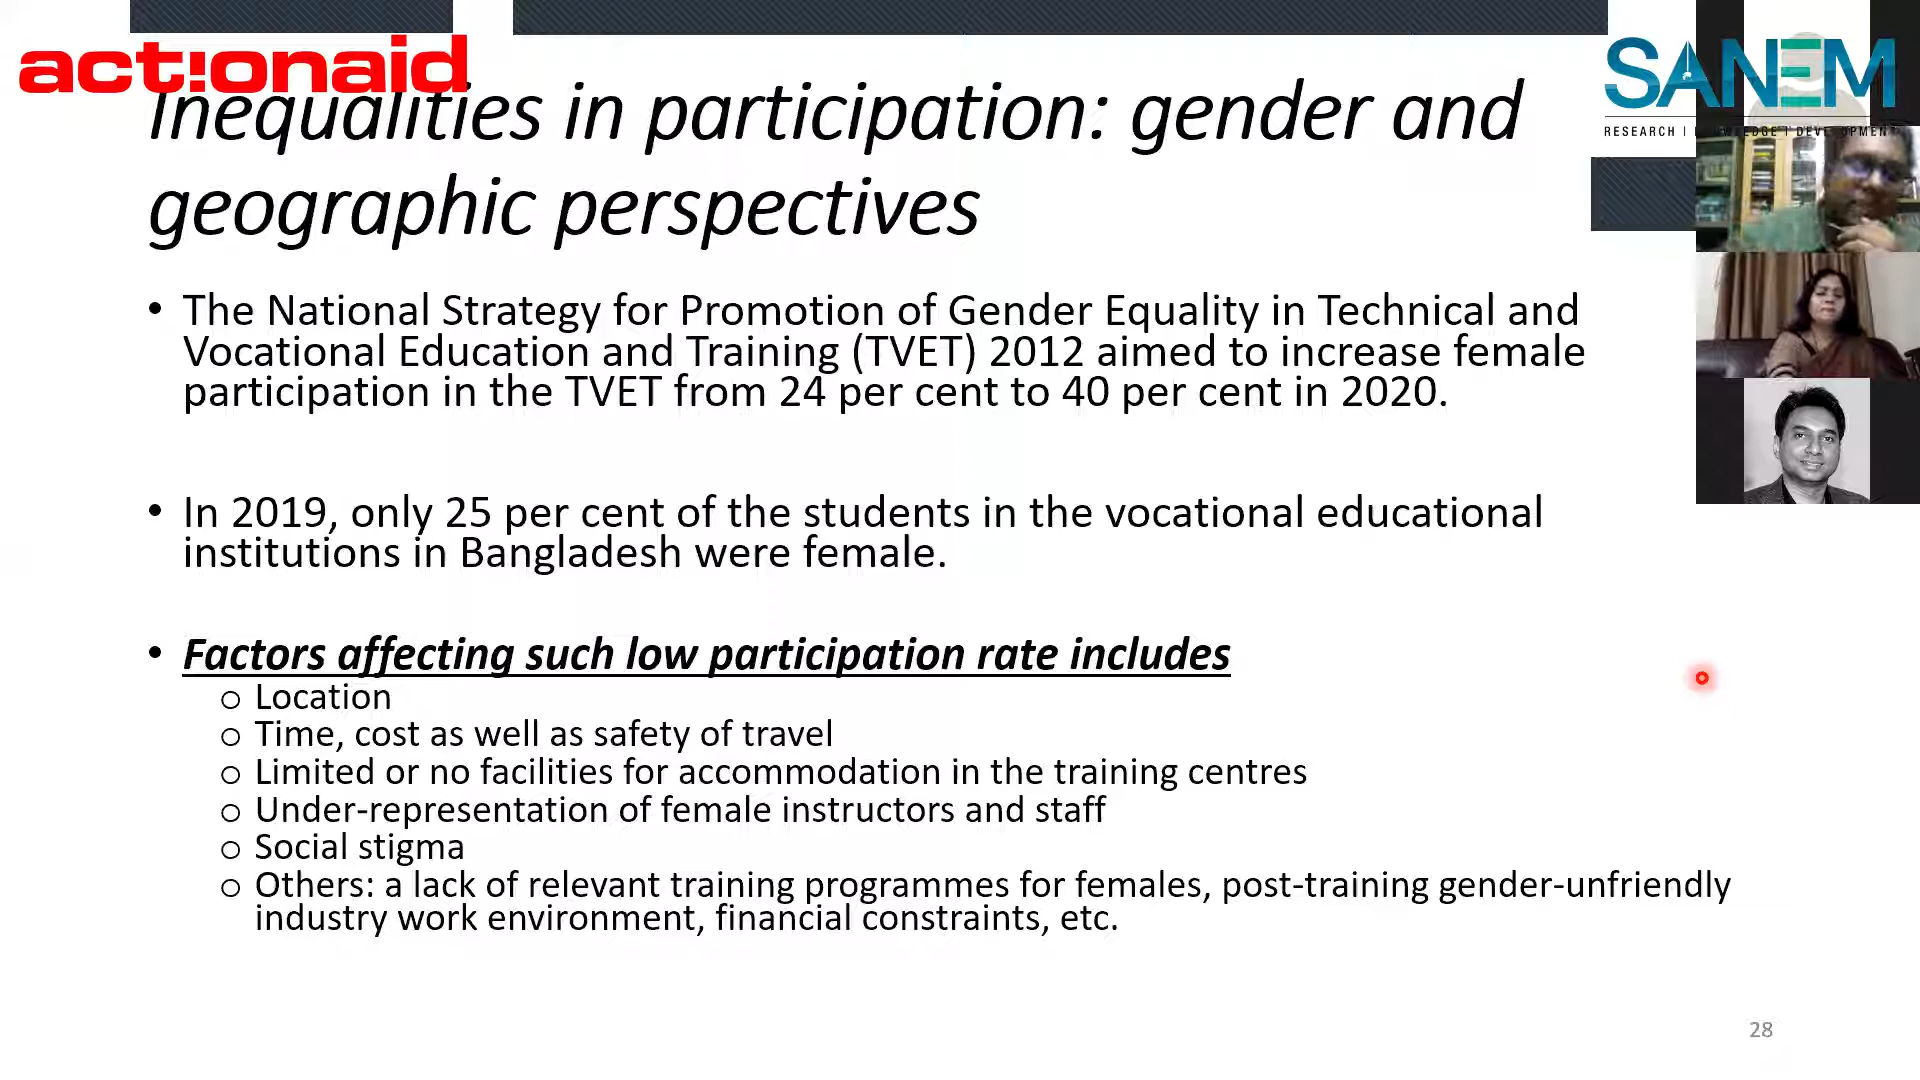 act!onaid
SANEM
RESEARCH | KNOWLEDGE | DEVELOPMENT
Inequalities in participation: gender and
geographic perspectives
• The National Strategy for Promotion of Gender Equality in Technical and
Vocational Education and Training (TVET) 2012 aimed to increase female
participation in the TVET from 24 per cent to 40 per cent in 2020.
• In 2019, only 25 per cent of the students in the vocational educational
institutions in Bangladesh were female.
• Factors affecting such low participation rate includes
o Location
o Time, cost as well as safety of travel
o Limited or no facilities for accommodation in the training centres
o Under-representation of female instructors and staff
o Social stigma
o Others: a lack of relevant training programmes for females, post-training gender-unfriendly
industry work environment, financial constraints, etc.
28